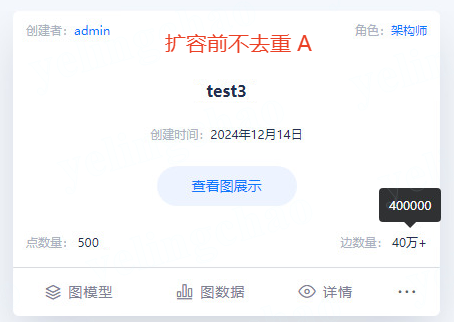 创建者：admin
角色：架构师
扩容前不去重 A
test3
创建时间：2024年12月14日
查看图展示
400000
点数量：500
边数量：40万+
图模型
图数据
详情